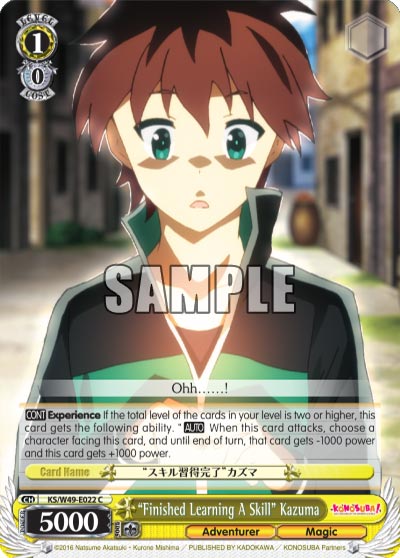 LEVEL
1
0
COST
SAMPLE
Ohh......!
CONT Experience If the total level of the cards in your level is two or higher, this
card gets the following ability. "AUTO When this card attacks, choose a
character facing this card, and until end of turn, that card gets -1000 power
and this card gets +1000 power.
Card Name
“スキル習得完了”カズマ
KS/W49-E022 C
5000
“Finished Learning A Skill” Kazuma
KONOSUBA!
Adventurer
Magic
©2016 Natsume Akatsuki・Kurone Mishima / PUBLISHED BY KADOKAWA / KONOSUBA Partners